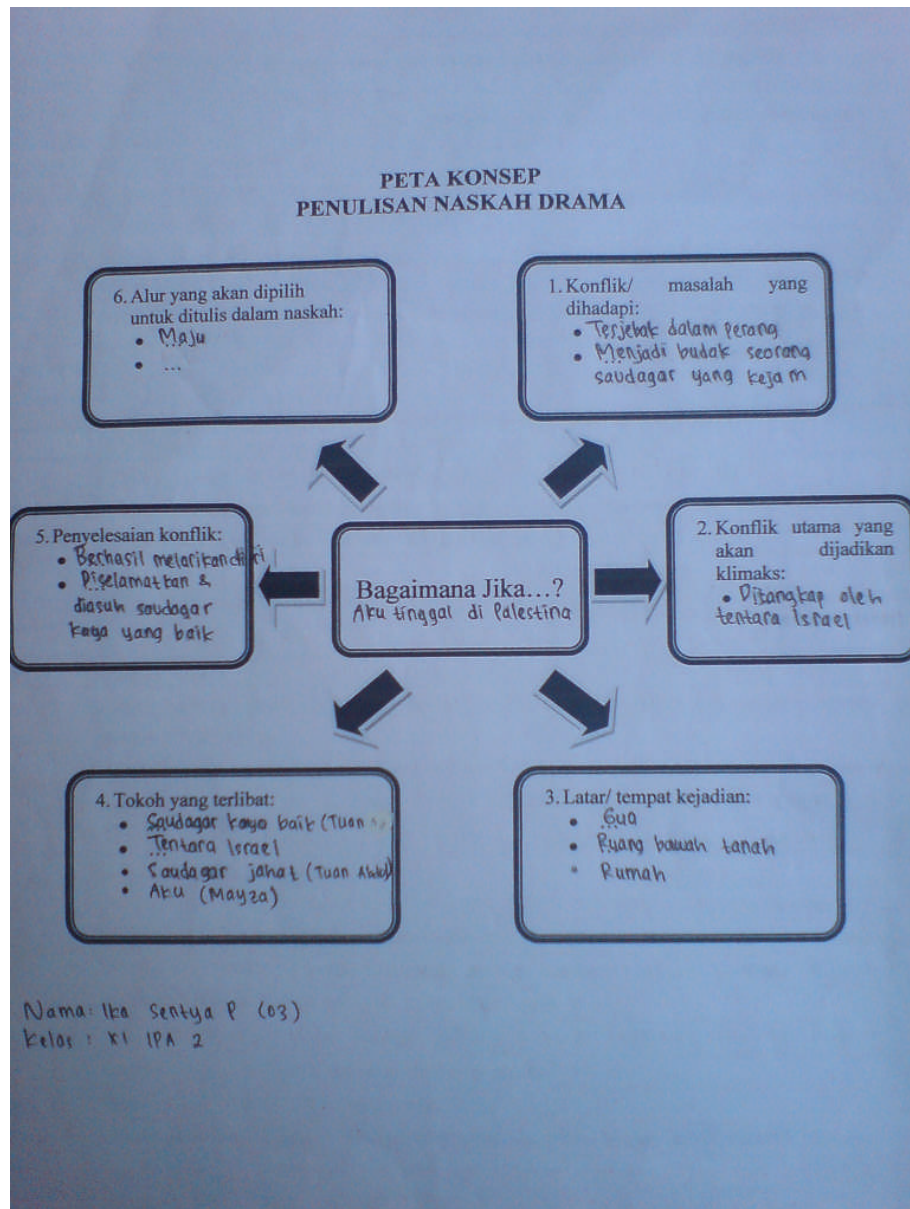 PETA KONSEP
PENULISAN NASKAH DRAMA
6. Alur yang akan dipilih
untuk ditulis dalam naskah:
• Maju
• ...
1. Konflik/ masalah yang
dihadapi:
• Terjebak dalam perang
• Menjadi budak seorang
saudagar yang kejam
5. Penyelesaian konflik:
• Berhasil melarikan diri
• Diselamatkan &
diasuh saudagar
kaya yang baik
Bagaimana Jika...?
Aku tinggal di Palestina
2. Konflik utama yang
akan dijadikan
klimaks:
• Ditangkap oleh
tentara Israel
4. Tokoh yang terlibat:
• Saudagar kaya baik (Tuan
• Tentara Israel
• Saudagar jahat (Tuan Abdul)
• Aku (Mayza)
3. Latar/ tempat kejadian:
• Gua
• Ruang bawah tanah
• Rumah
Nama: Ika Sentya P (03)
Kelas : XI IPA 2